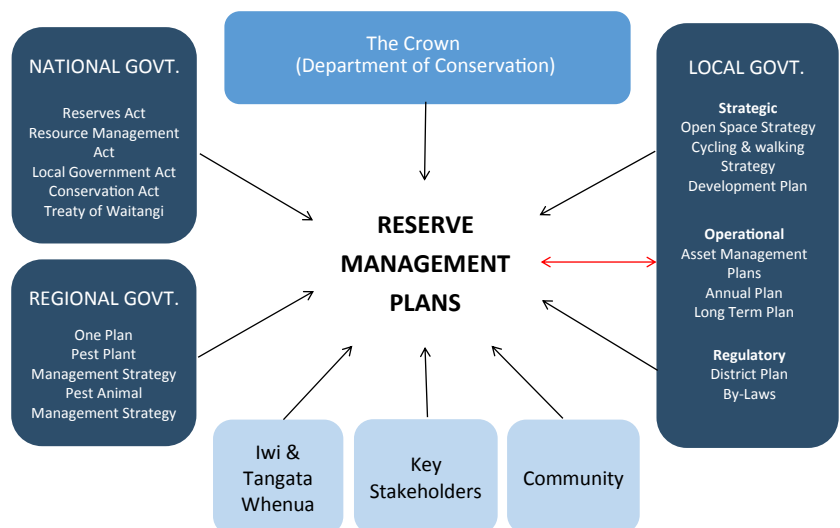 The Crown
(Department of Conservation)
NATIONAL GOVT.
Reserves Act
Resource Management
Act
Local Government Act
Conservation Act
Treaty of Waitangi
REGIONAL GOVT.
One Plan
Pest Plant
Management Strategy
Pest Animal
Management Strategy
RESERVE
MANAGEMENT
PLANS
LOCAL GOVT.
Strategic
Open Space Strategy
Cycling & walking
Strategy
Development Plan
Operational
Asset Management
Plans
Annual Plan
Long Term Plan
Regulatory
District Plan
By-Laws
Iwi &
Tangata
Whenua
Key
Stakeholders
Community